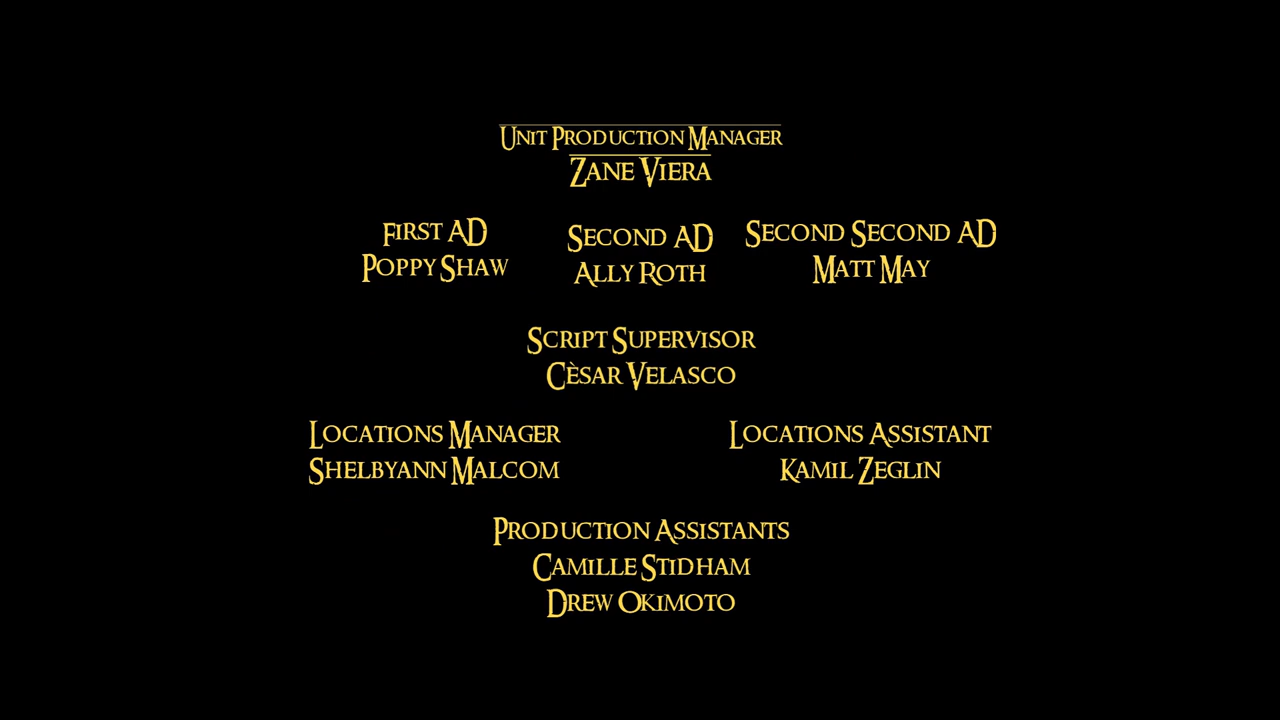 Unit Production Manager
Zane Viera
First AD
Poppy Shaw
Second AD
Ally Roth
Second Second AD
Matt May
Script Supervisor
Cèsar Velasco
Locations Manager
Shelbyann Malcom
Locations Assistant
Kamil Zeglin
Production Assistants
Camille Stidham
Drew Okimoto